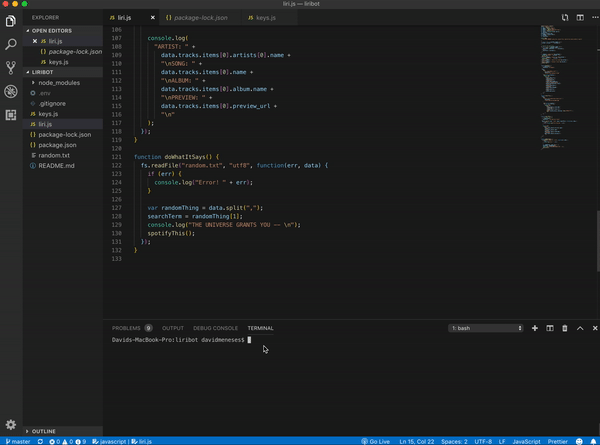 liri.js — liribot
EXPLORER
OPEN EDITORS
JS liri.js
package-lock.json
JS keys.js
LIRIBOT
node_modules
.env
.gitignore
JS keys.js
JS liri.js
package-lock.json
package.json
random.txt
README.md
OUTLINE
JS liri.js
package-lock.json
JS keys.js
106
107 console.log(
108 "ARTIST: " +
109 data.tracks.items[0].artists[0].name +
110 "\nSONG: " +
111 data.tracks.items[0].name +
112 "\nALBUM: " +
113 data.tracks.items[0].album.name +
114 "\nPREVIEW: " +
115 data.tracks.items[0].preview_url +
116 "\n"
117 );
118 });
119 }
120
121 function doWhatItSays() {
122 fs.readFile("random.txt", "utf8", function(err, data) {
123 if (err) {
124 console.log("Error! " + err);
125 }
126
127 var randomThing = data.split(",");
128 searchTerm = randomThing[1];
129 console.log("THE UNIVERSE GRANTS YOU -- \n");
130 spotifyThis();
131 });
132 }
133
PROBLEMS 9 OUTPUT DEBUG CONSOLE TERMINAL 1: bash
Davids-MacBook-Pro:liribot davidmeneses$
master 0 0 9 javascript | liri.js Go Live Ln 15, Col 22 Spaces: 2 UTF-8 LF JavaScript Prettier